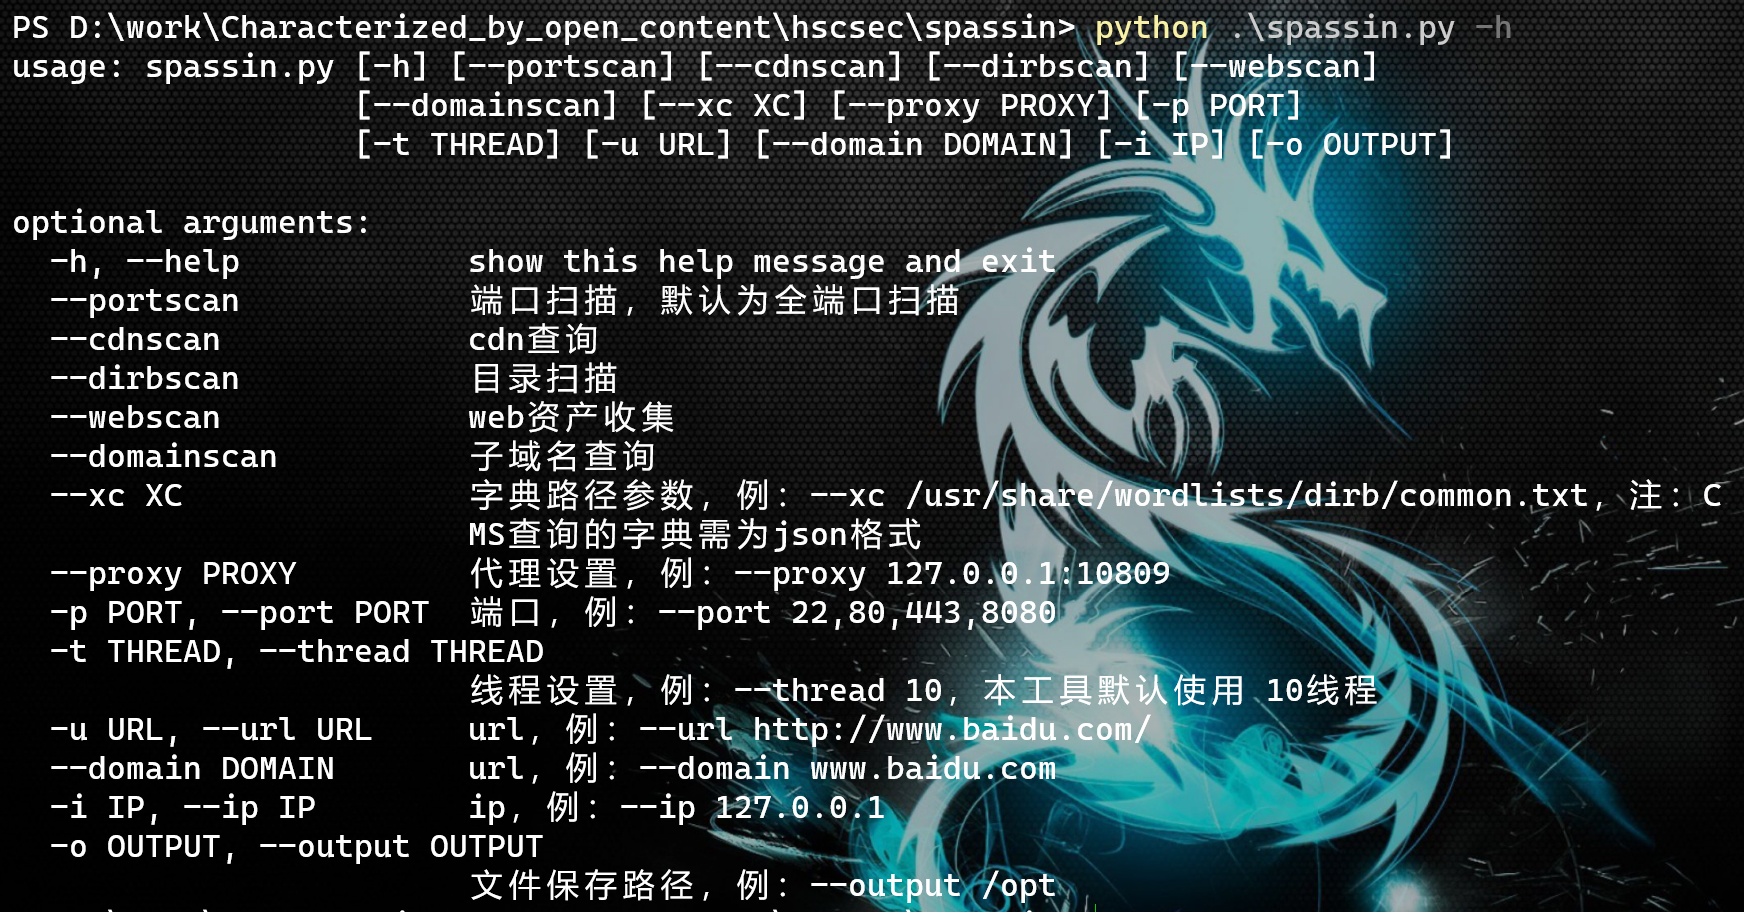 PS D:\work\Characterized_by_open_content\hscsec\spassin> python .\spassin.py -h
usage: spassin.py [-h] [--portscan] [--cdnscan] [--dirbscan] [--webscan]
[--domainscan] [--xc XC] [--proxy PROXY] [-p PORT]
[-t THREAD] [-u URL] [--domain DOMAIN] [-i IP] [-o OUTPUT]
optional arguments:
-h, --help show this help message and exit
--portscan 端口扫描，默认为全端口扫描
--cdnscan cdn查询
--dirbscan 目录扫描
--webscan web资产收集
--domainscan 子域名查询
--xc XC 字典路径参数，例：--xc /usr/share/wordlists/dirb/common.txt，注：C
MS查询的字典需为json格式
--proxy PROXY 代理设置，例：--proxy 127.0.0.1:10809
-p PORT, --port PORT 端口，例：--port 22,80,443,8080
-t THREAD, --thread THREAD
线程设置，例：--thread 10，本工具默认使用 10线程
-u URL, --url URL url，例：--url http://www.baidu.com/
--domain DOMAIN url，例：--domain www.baidu.com
-i IP, --ip IP ip，例：--ip 127.0.0.1
-o OUTPUT, --output OUTPUT
文件保存路径，例：--output /opt